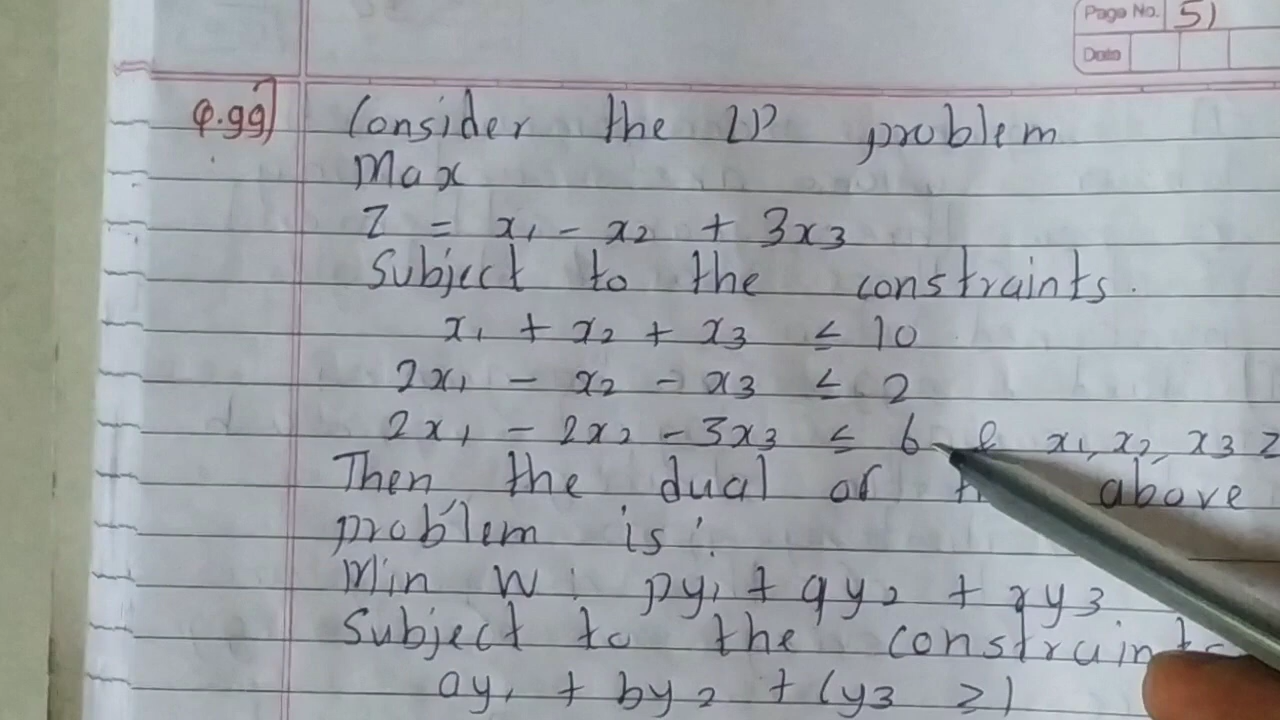 Page No. 51
Date
Q.99]
Consider the LP problem
Max
Z = x₁ - x₂ + 3x₃
Subject to the constraints.
x₁ + x₂ + x₃ ≤ 10
2x₁ - x₂ - x₃ ≤ 2
2x₁ - 2x₂ - 3x₃ ≤ 6 & x₁, x₂, x₃ ≥
Then the dual of above
problem is :
Min W : py₁ + qy₂ + ry₃
Subject to the constraints
ay₁ + by₂ + cy₃ ≥ 1